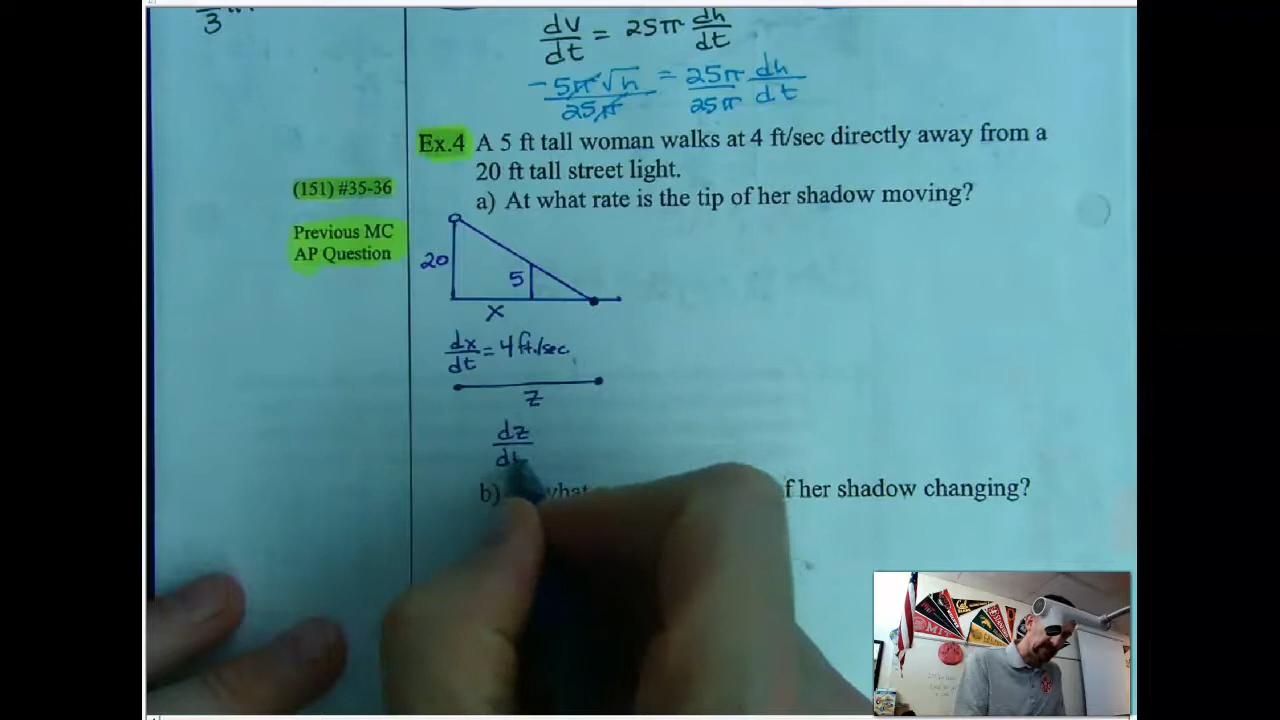 3
dv/dt = 25π dh/dt
-5π√h/25π = 25π/25π dh/dt
Ex.4 A 5 ft tall woman walks at 4 ft/sec directly away from a
20 ft tall street light.
(151) #35-36
a) At what rate is the tip of her shadow moving?
Previous MC
AP Question
20
5
x
dx/dt = 4 ft./sec.
z
dz/dt
b) what f her shadow changing?
MIT